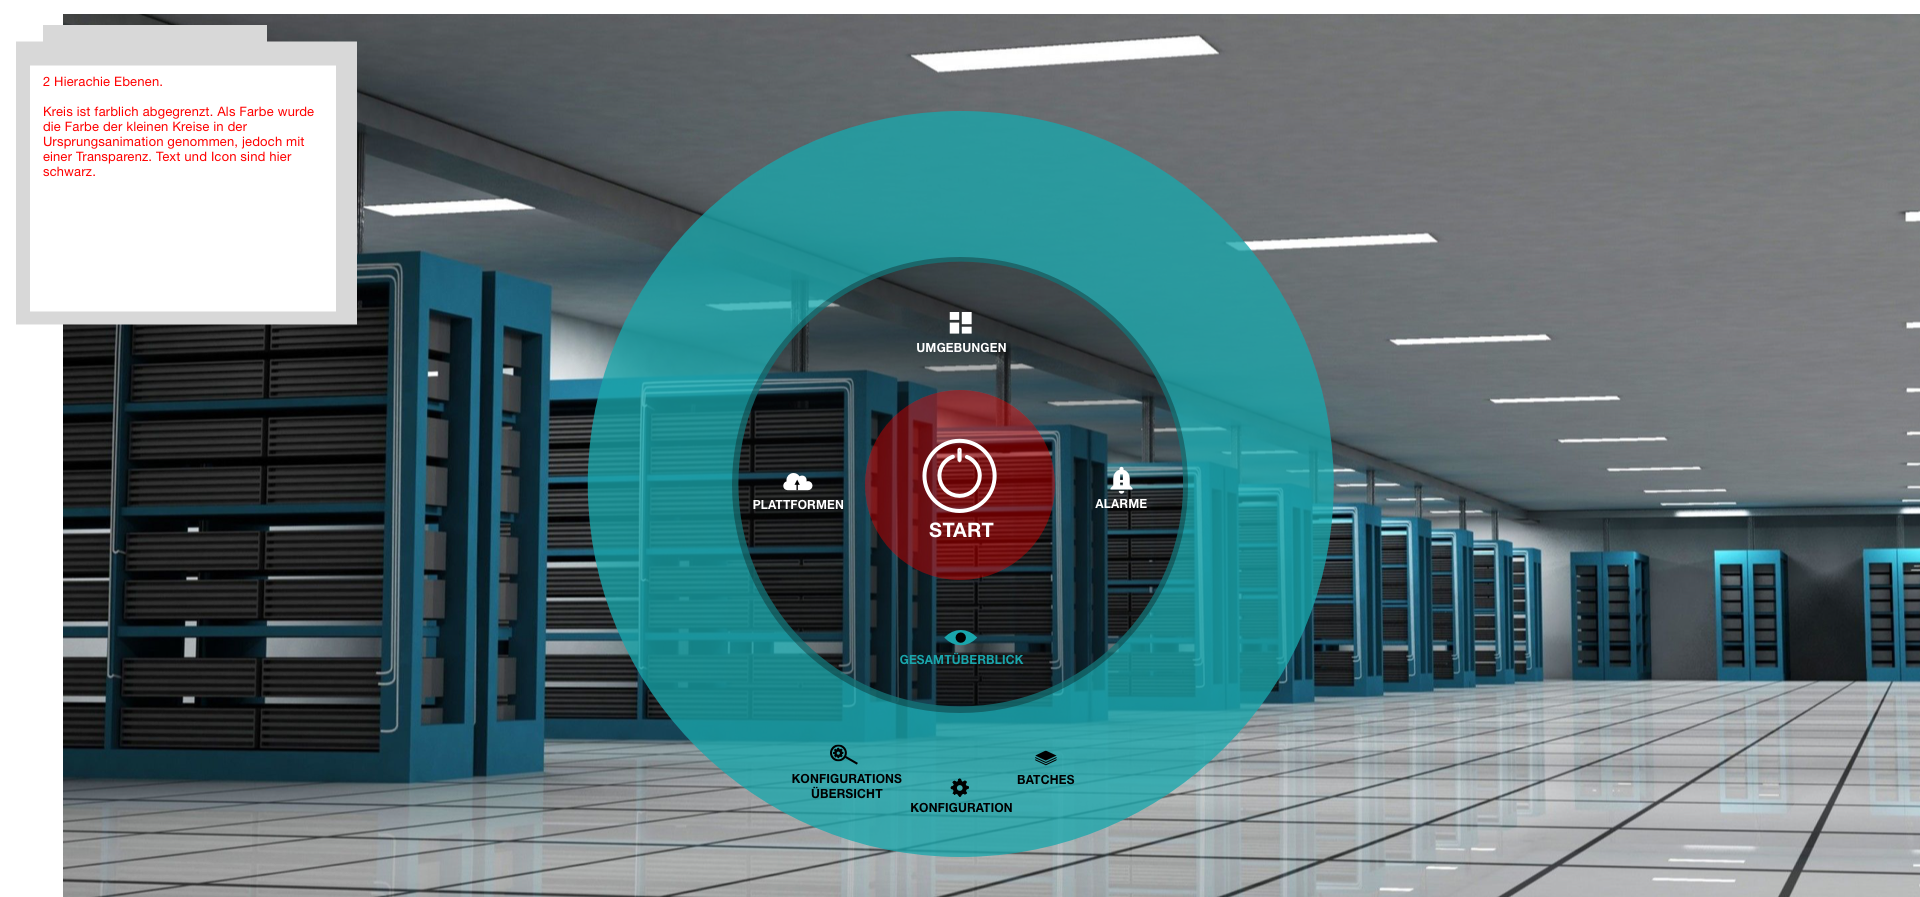 2 Hierachie Ebenen.
Kreis ist farblich abgegrenzt. Als Farbe wurde
die Farbe der kleinen Kreise in der
Ursprungsanimation genommen, jedoch mit
einer Transparenz. Text und Icon sind hier
schwarz.
UMGEBUNGEN
PLATTFORMEN
ALARME
START
GESAMTÜBERBLICK
KONFIGURATIONS
ÜBERSICHT
BATCHES
KONFIGURATION